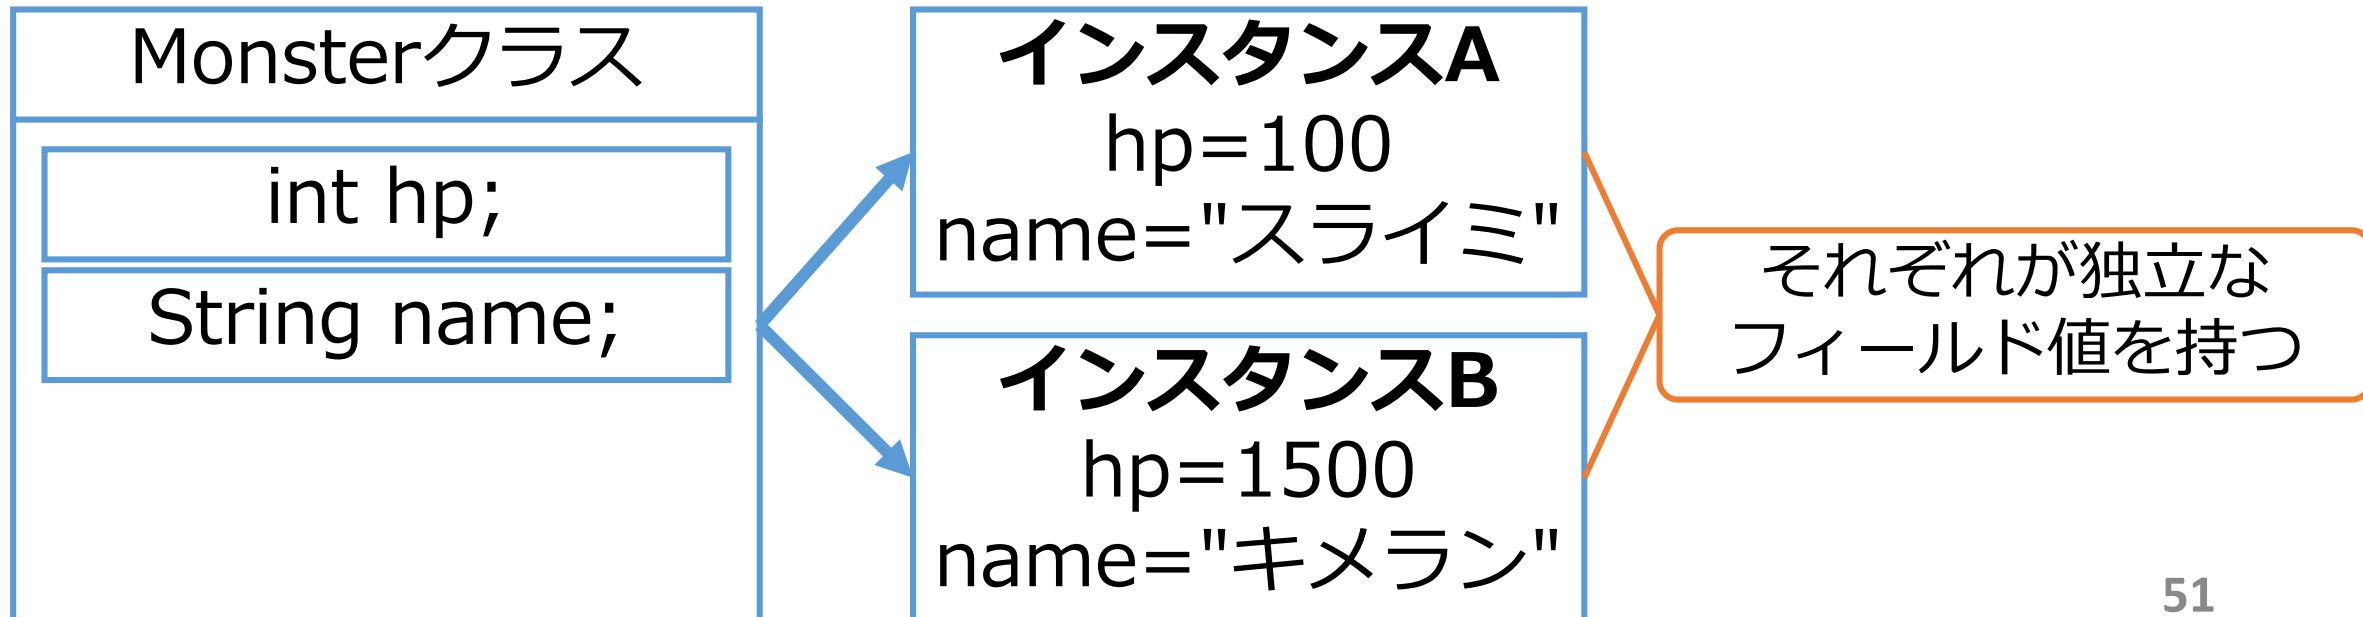 Monsterクラス
int hp;
String name;
インスタンスA
hp=100
name="スライミ"
インスタンスB
hp=1500
name="キメラン"
それぞれが独立な
フィールド値を持つ
51